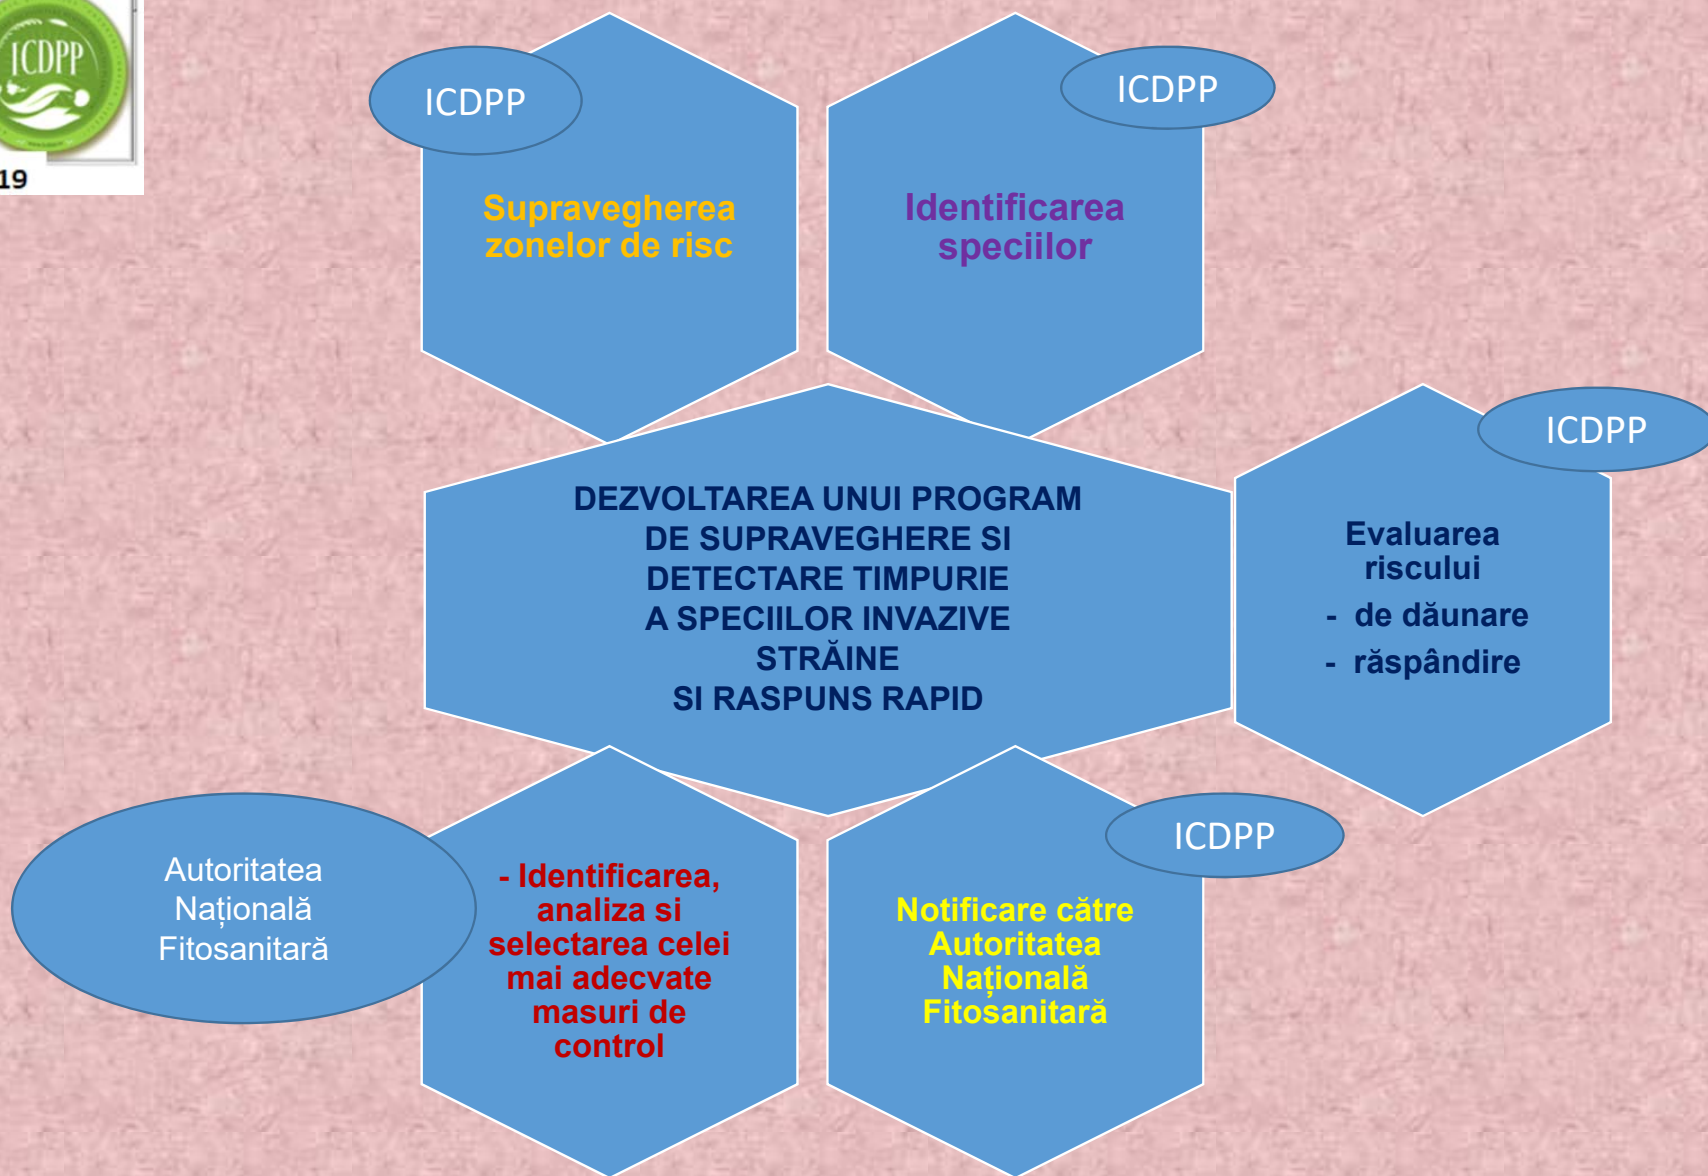 ICDPP
19
ICDPP
Supravegherea
zonelor de risc
ICDPP
Identificarea
speciilor
DEZVOLTAREA UNUI PROGRAM
DE SUPRAVEGHERE SI
DETECTARE TIMPURIE
A SPECIILOR INVAZIVE
STRĂINE
SI RASPUNS RAPID
ICDPP
Evaluarea
riscului
- de dăunare
- răspândire
Autoritatea
Națională
Fitosanitară
- Identificarea,
analiza si
selectarea celei
mai adecvate
masuri de
control
ICDPP
Notificare către
Autoritatea
Națională
Fitosanitară